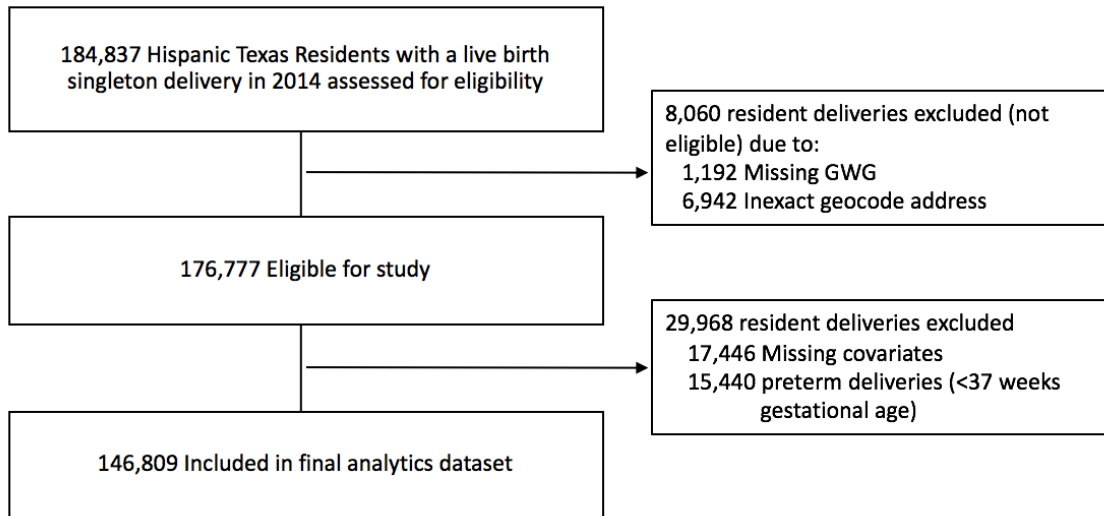 184,837 Hispanic Texas Residents with a live birth
singleton delivery in 2014 assessed for eligibility
8,060 resident deliveries excluded (not
eligible) due to:
1,192 Missing GWG
6,942 Inexact geocode address
176,777 Eligible for study
29,968 resident deliveries excluded
17,446 Missing covariates
15,440 preterm deliveries (<37 weeks
gestational age)
146,809 Included in final analytics dataset